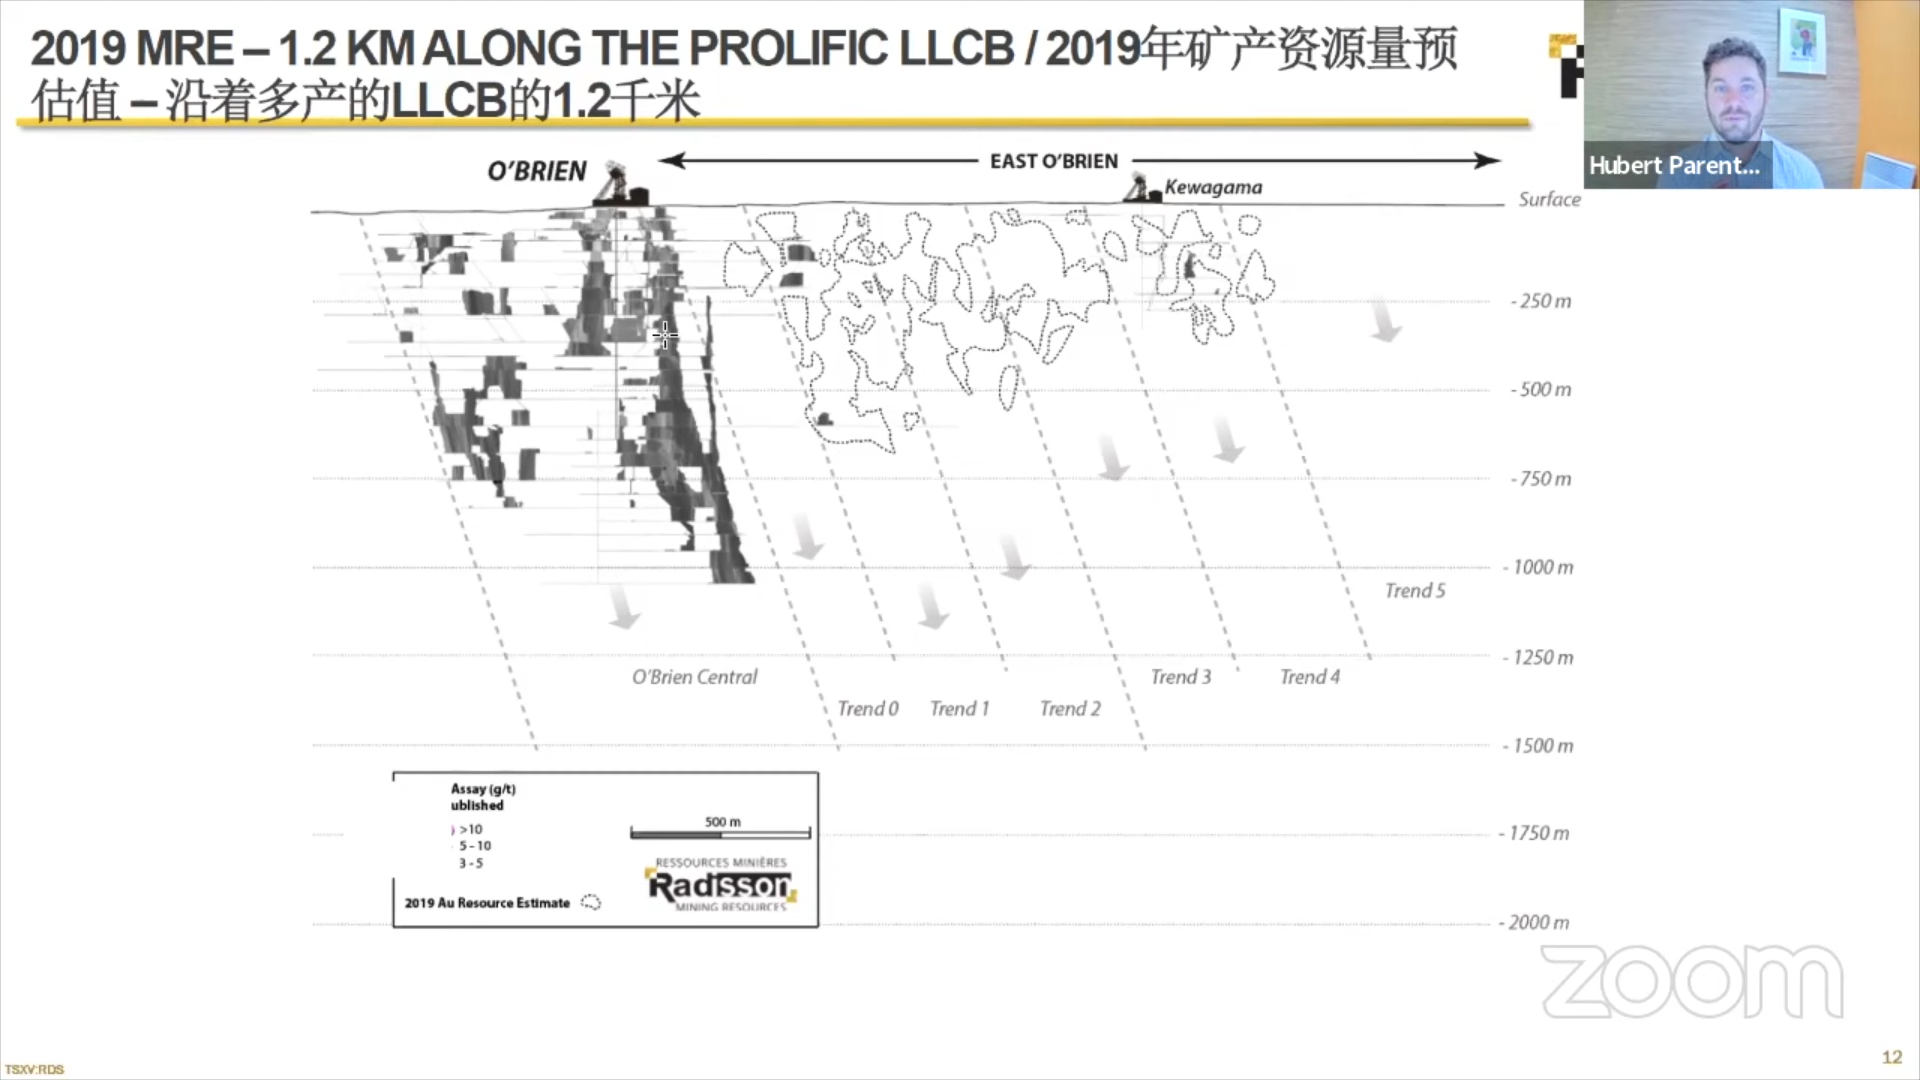 2019 MRE – 1.2 KM ALONG THE PROLIFIC LLCB / 2019年矿产资源量预
估值 – 沿着多产的LLCB的1.2千米
Hubert Parent...
O'BRIEN
EAST O'BRIEN
Kewagama
Surface
- 250 m
- 500 m
- 750 m
- 1000 m
Trend 5
- 1250 m
O'Brien Central
Trend 3
Trend 4
Trend 0
Trend 1
Trend 2
- 1500 m
Assay (g/t)
ublished
>10
5 - 10
3 - 5
2019 Au Resource Estimate
500 m
RESSOURCES MINIÈRES
Radisson
MINING RESOURCES
- 1750 m
- 2000 m
zoom
TSXV:RDS
12